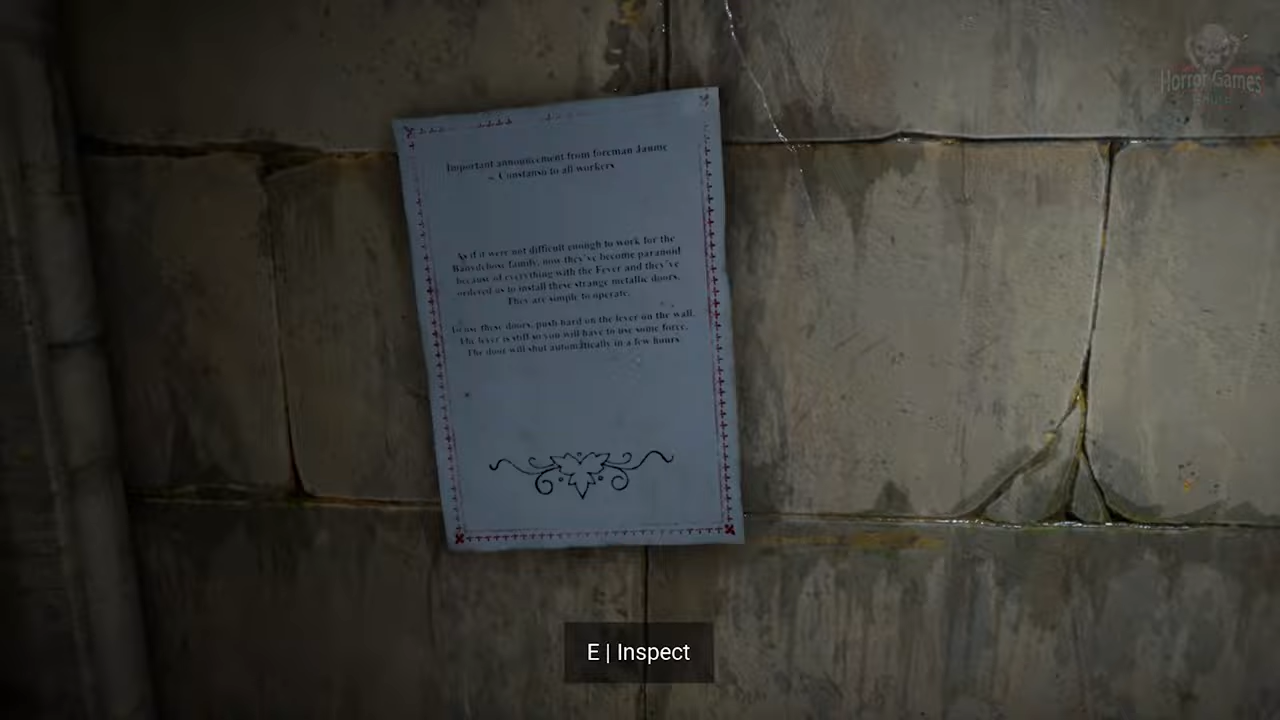 Horror Games
Important announcement from foreman Jaume
Constanso to all workers
As if it were not difficult enough to work for the
family, now they've become paranoid
because of everything with the Fever and they've
ordered us to install these strange metallic doors.
They are simple to operate.
To use these doors, push hard on the lever on the wall.
The lever is stiff so you will have to use some force.
The door will shut automatically in a few hours.
E | Inspect